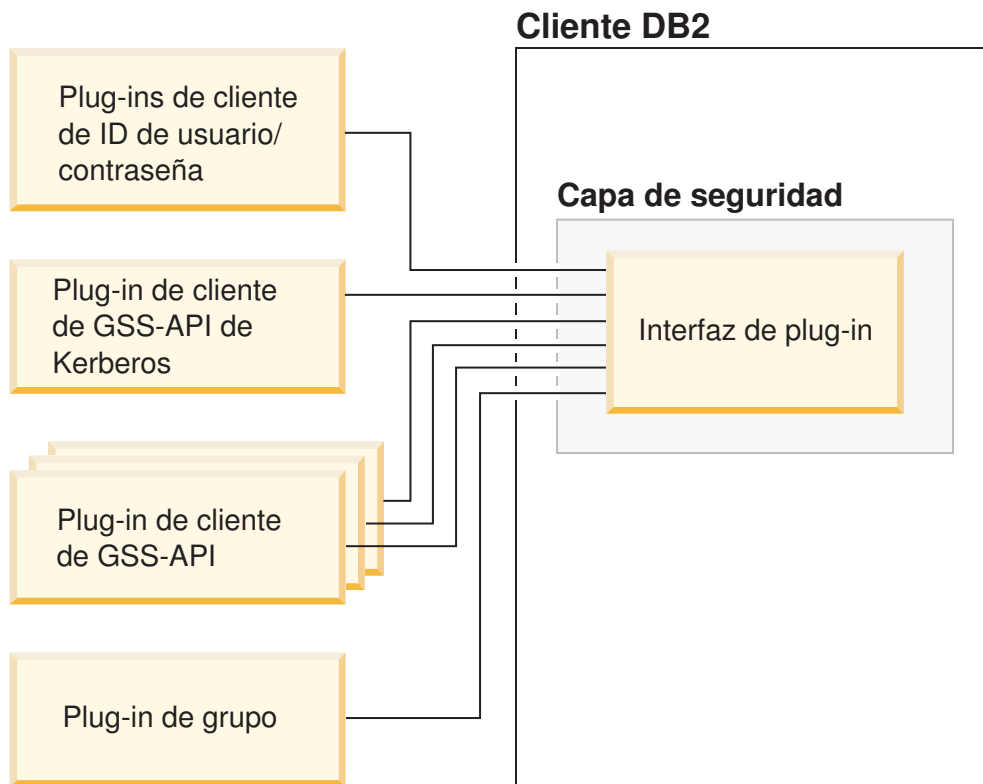 Cliente DB2
Plug-ins de cliente
de ID de usuario/
contraseña
Capa de seguridad
Plug-in de cliente
de GSS-API de
Kerberos
Interfaz de plug-in
Plug-in de cliente
de GSS-API
Plug-in de grupo